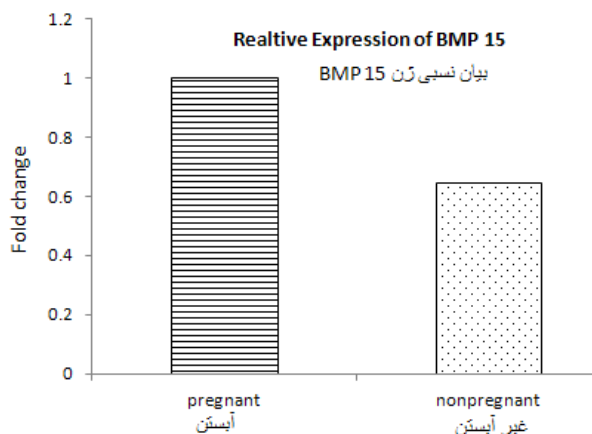 Realtive Expression of BMP 15
بیان نسبی ژن BMP 15
Fold change
1.2
1
0.8
0.6
0.4
0.2
0
pregnant
آبستن
nonpregnant
غیر آبستن